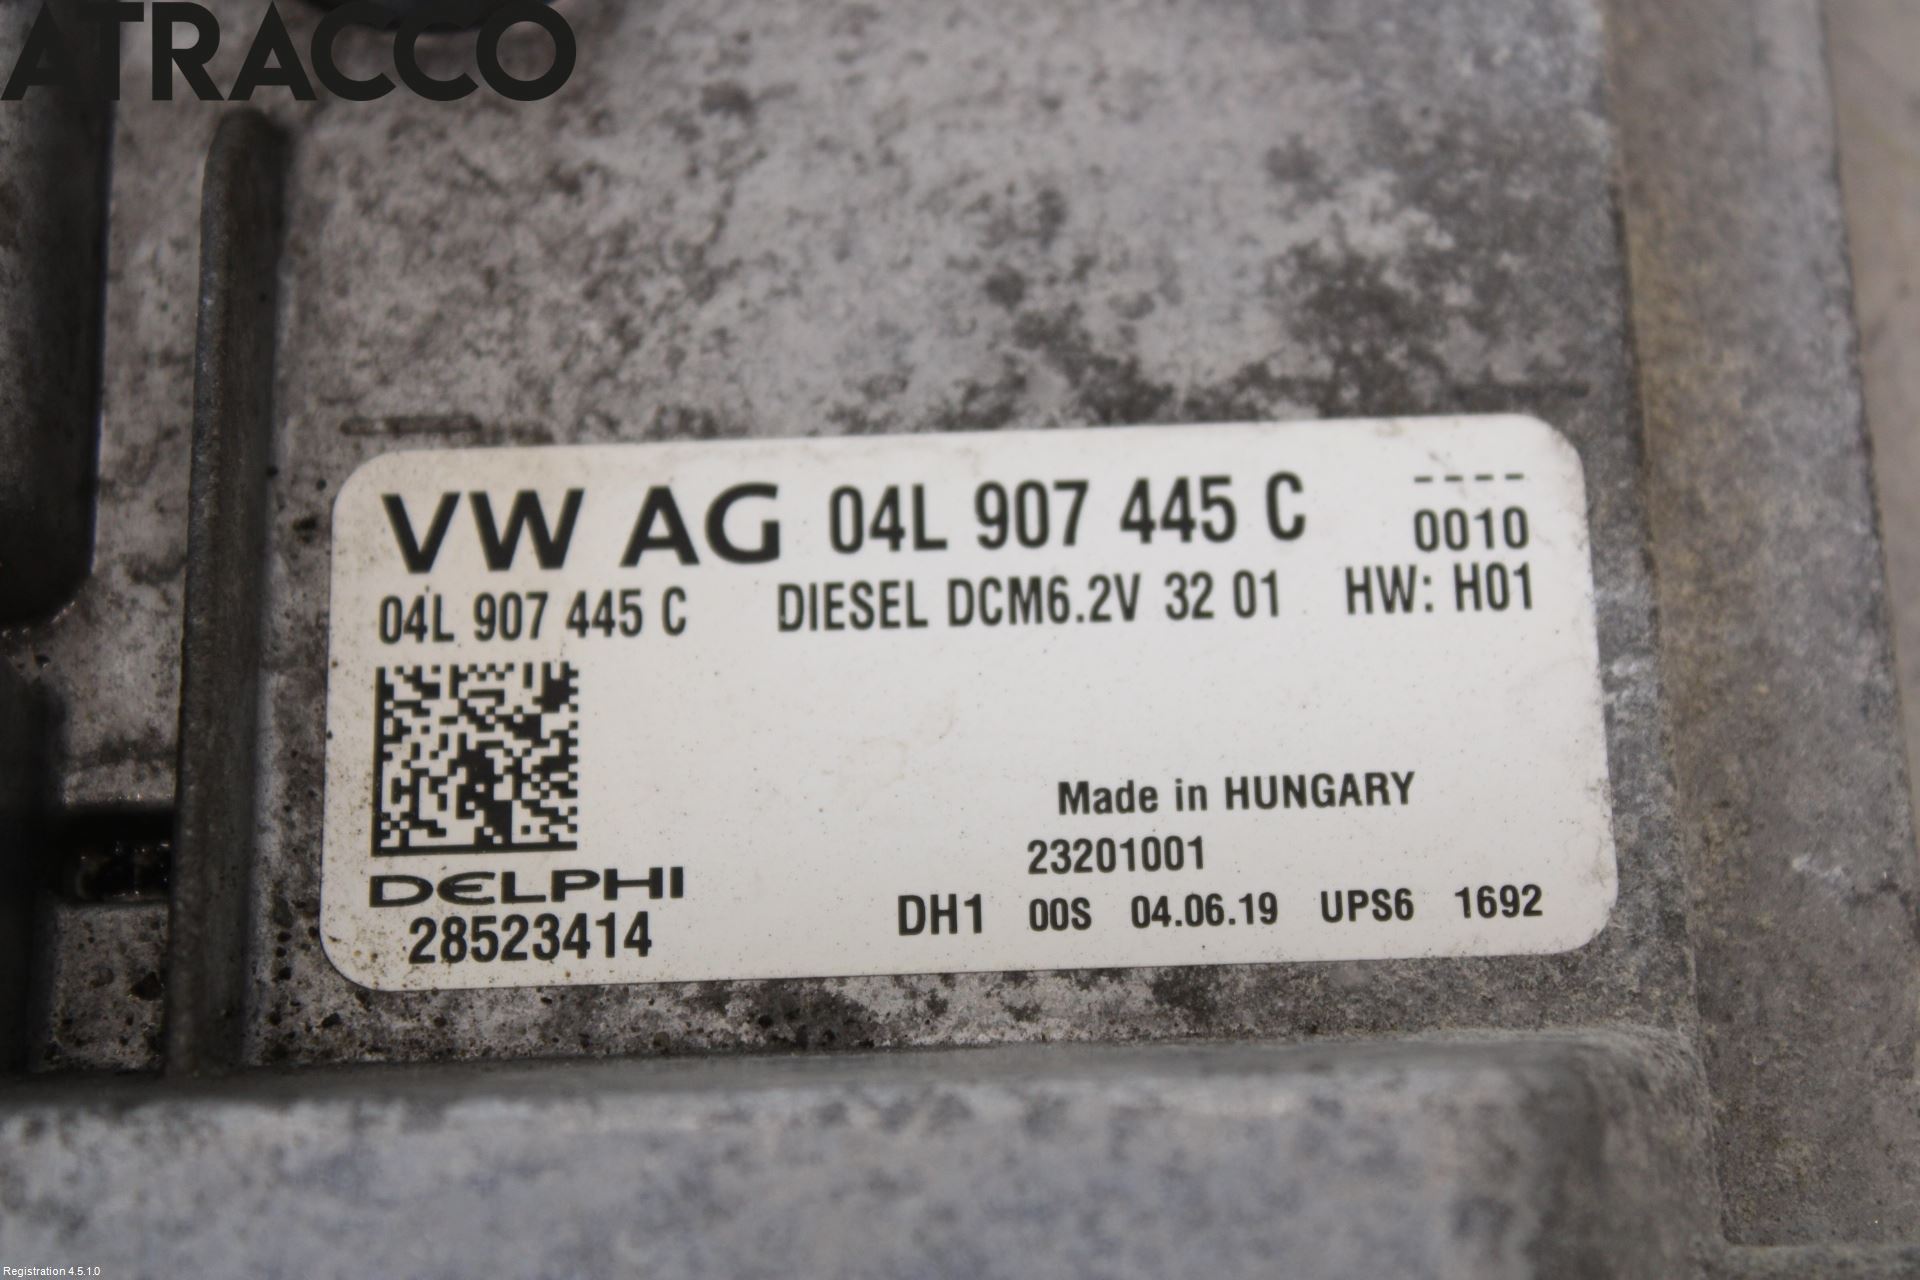 ATRACCO
VW AG 04L 907 445 C ----
0010
04L 907 445 C DIESEL DCM6.2V 32 01 HW: H01
Made in HUNGARY
23201001
DELPHI
28523414
DH1 00S 04.06.19 UPS6 1692
Registration 4.5.1.0